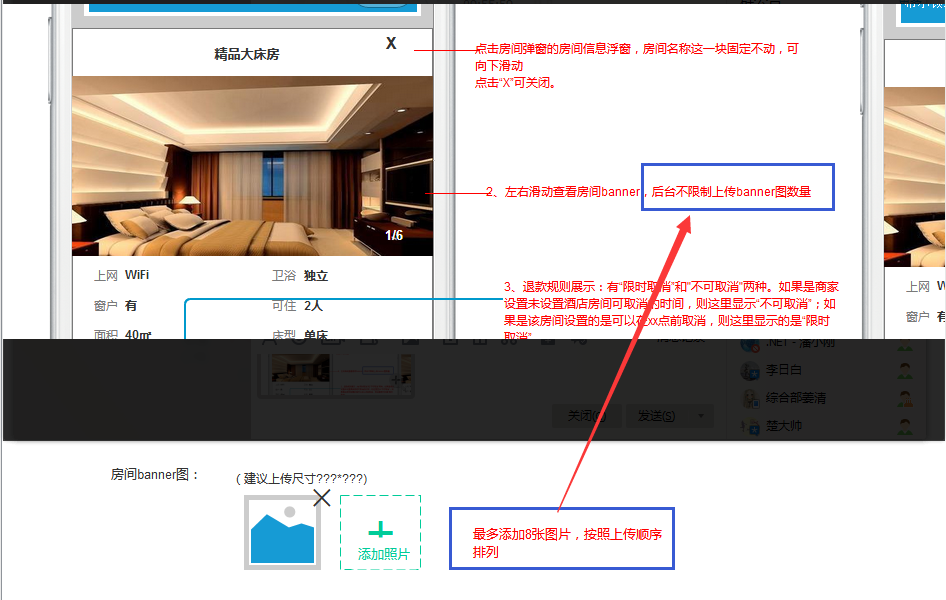 精品大床房
X
点击房间弹窗的房间信息浮窗，房间名称这一块固定不动，可
向下滑动
点击“X”可关闭。
2、左右滑动查看房间banner，后台不限制上传banner图数量
1/6
上网 WiFi
卫浴 独立
窗户 有
可住 2人
面积 40㎡
床型 单床
3、退款规则展示：有“限时取消”和“不可取消”两种。如果是商家
设置未设置酒店房间可取消的时间，则这里显示“不可取消”；如
果是该房间设置的是可以在xx点前取消，则这里显示的是“限时
取消”
上网 W
窗户 有
.NET - 潘小刚
李日白
综合部姜清
楚大帅
关闭(C)
发送(S)
房间banner图：
（建议上传尺寸???*???）
添加照片
最多添加8张图片，按照上传顺序
排列